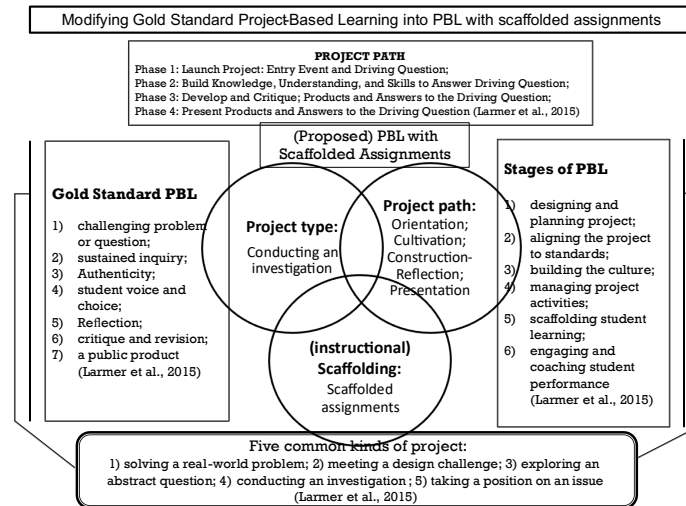 Modifying Gold Standard Project-Based Learning into PBL with scaffolded assignments
PROJECT PATH
Phase 1: Launch Project: Entry Event and Driving Question;
Phase 2: Build Knowledge, Understanding, and Skills to Answer Driving Question;
Phase 3: Develop and Critique; Products and Answers to the Driving Question;
Phase 4: Present Products and Answers to the Driving Question (Larmer et al., 2015)
(Proposed) PBL with
Scaffolded Assignments
Gold Standard PBL
1) challenging problem
or question;
2) sustained inquiry;
3) Authenticity;
4) student voice and
choice;
5) Reflection;
6) critique and revision;
7) a public product
(Larmer et al., 2015)
Project type:
Conducting an
investigation
Project path:
Orientation;
Cultivation;
Construction-
Reflection;
Presentation
(instructional)
Scaffolding:
Scaffolded
assignments
Stages of PBL
1) designing and
planning project;
2) aligning the project
to standards;
3) building the culture;
4) managing project
activities;
5) scaffolding student
learning;
6) engaging and
coaching student
performance
(Larmer et al., 2015)
Five common kinds of project:
1) solving a real-world problem; 2) meeting a design challenge; 3) exploring an
abstract question; 4) conducting an investigation; 5) taking a position on an issue
(Larmer et al., 2015)